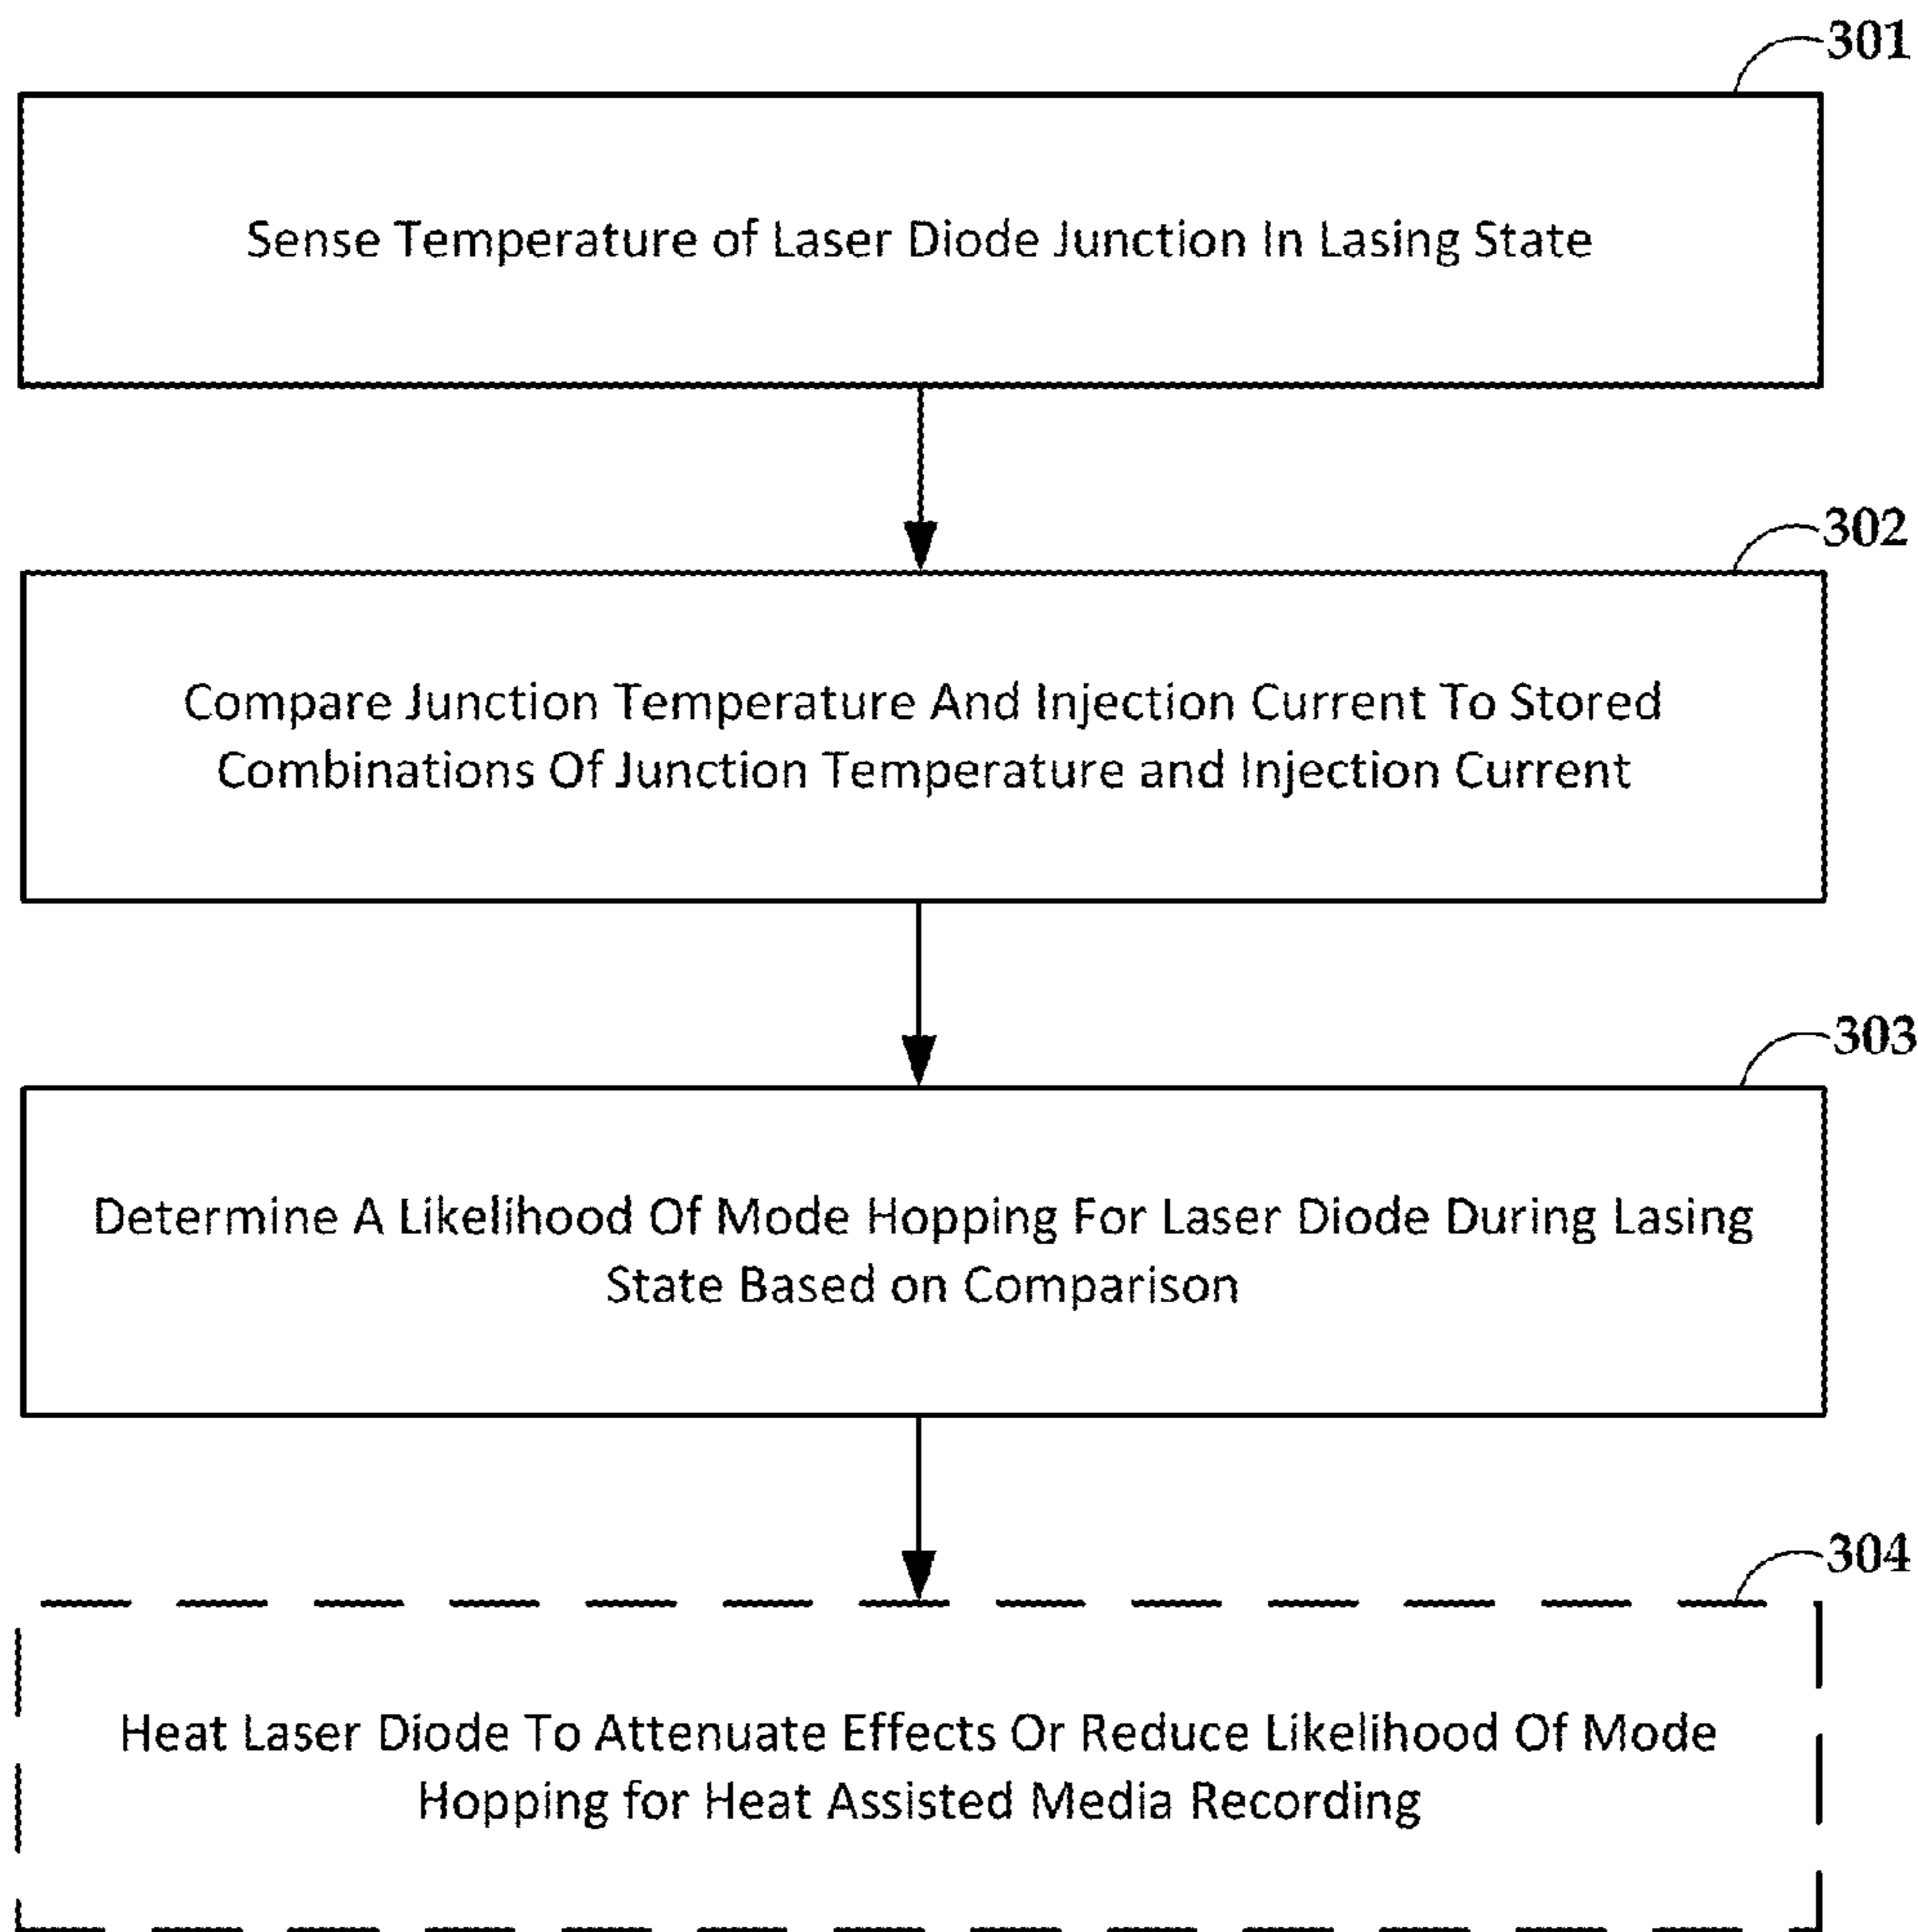 301
Sense Temperature of Laser Diode Junction In Lasing State
302
Compare Junction Temperature And Injection Current To Stored
Combinations Of Junction Temperature and Injection Current
303
Determine A Likelihood Of Mode Hopping For Laser Diode During Lasing
State Based on Comparison
304
Heat Laser Diode To Attenuate Effects Or Reduce Likelihood Of Mode
Hopping for Heat Assisted Media Recording